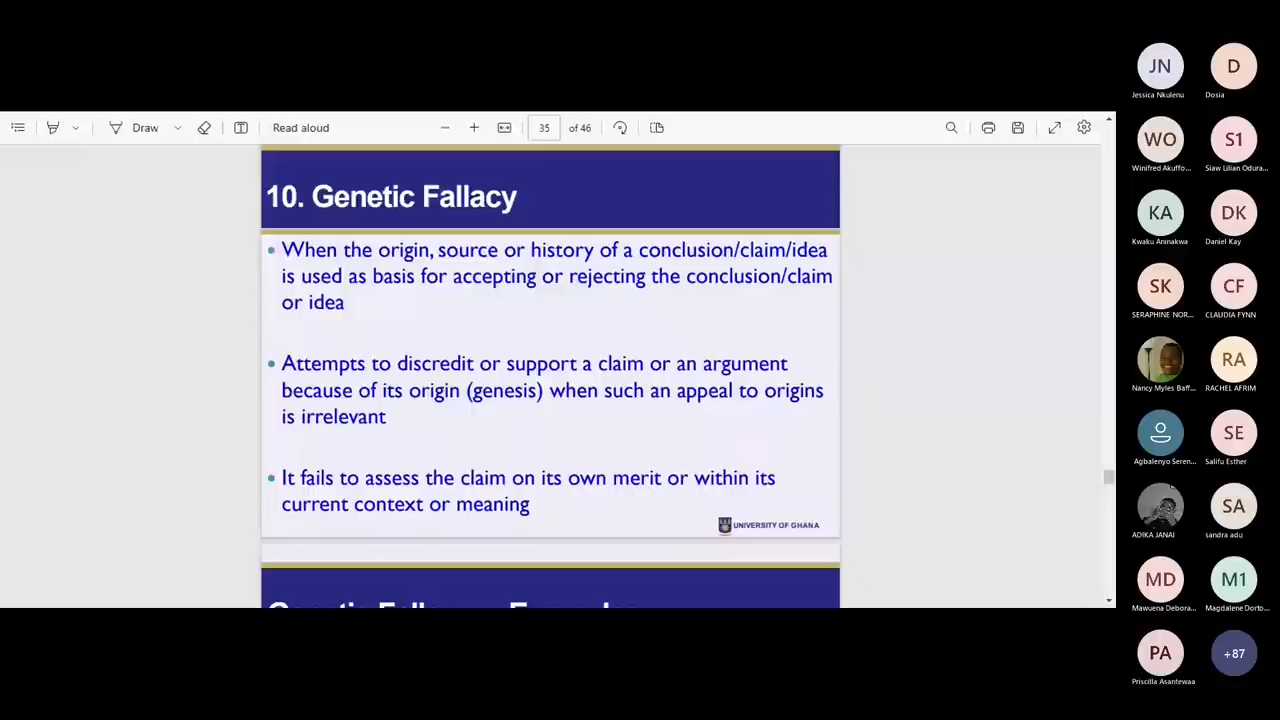 Draw
Read aloud
35 of 46
10. Genetic Fallacy
• When the origin, source or history of a conclusion/claim/idea
is used as basis for accepting or rejecting the conclusion/claim
or idea
• Attempts to discredit or support a claim or an argument
because of its origin (genesis) when such an appeal to origins
is irrelevant
• It fails to assess the claim on its own merit or within its
current context or meaning
UNIVERSITY OF GHANA
JN D
Jessica Nkulenu Dosia
WO S1
Winifred Akuffo... Siaw Lilian Odura...
KA DK
Kwaku Aninakwa Daniel Kay
SK CF
SERAPHINE NOR... CLAUDIA FYNN
RA
Nancy Myles Baff... RACHEL AFRIM
SE
Agbalenyo Seren... Salifu Esther
SA
ADIKA JANAI sandra adu
MD M1
Mawuena Debora... Magdalene Dorto...
PA +87
Priscilla Asantewaa